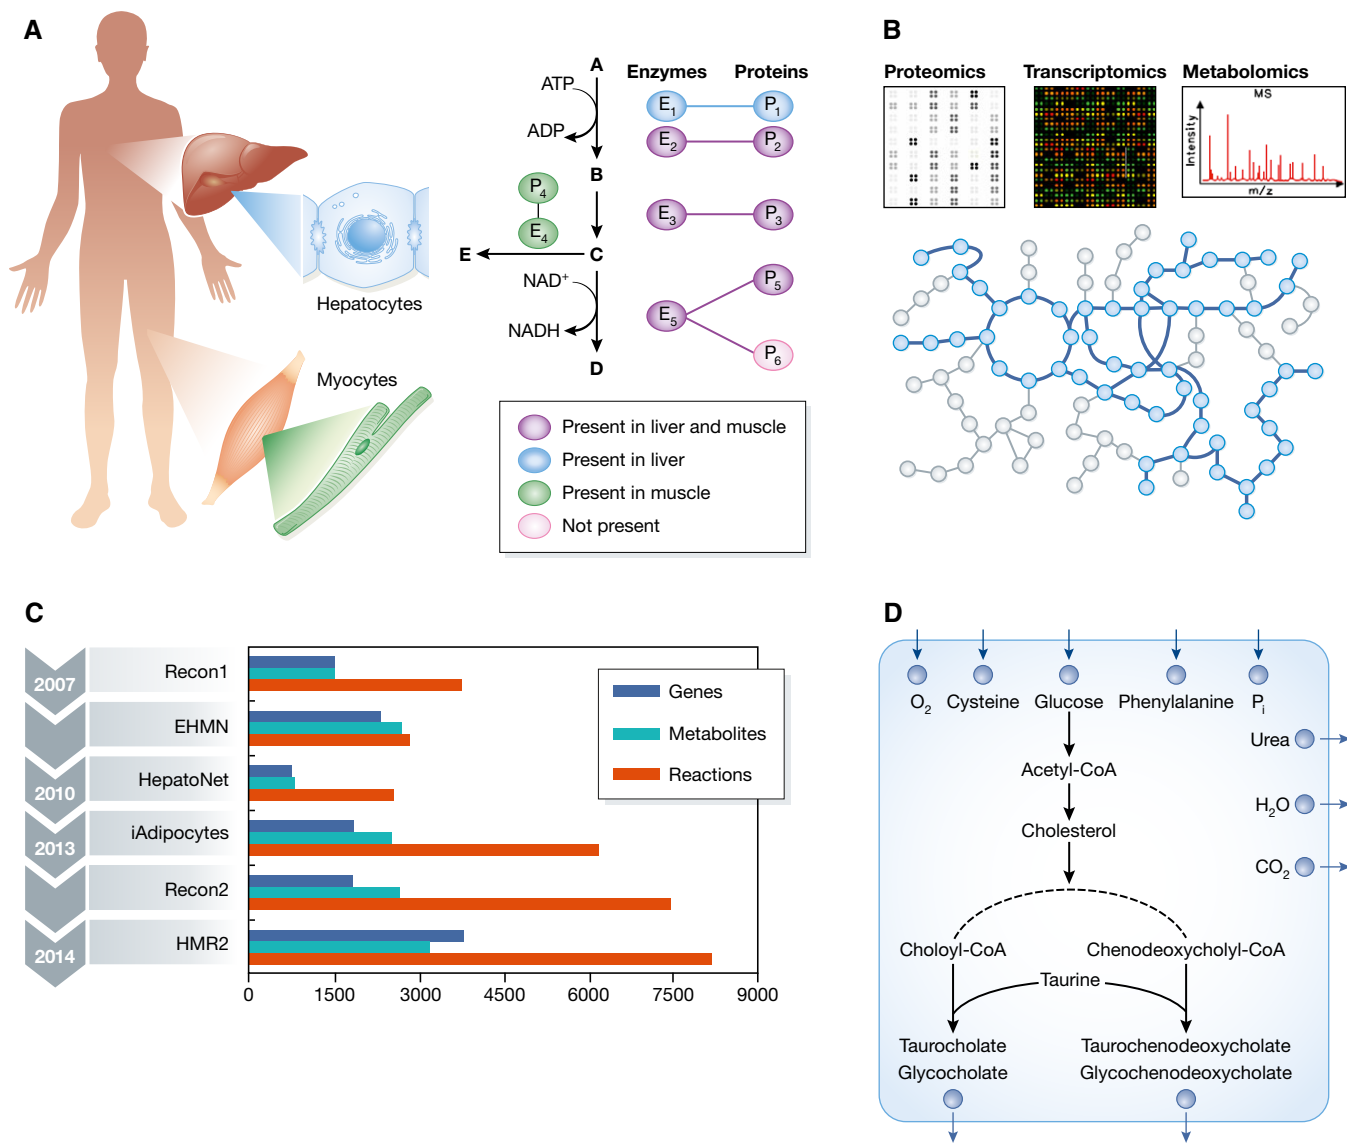 A
Hepatocytes
Myocytes
A
ATP
ADP
B
P4
E4
E
C
NAD+
NADH
D
Enzymes Proteins
E1 P1
E2 P2
E3 P3
P5
E5
P6
Present in liver and muscle
Present in liver
Present in muscle
Not present
B
Proteomics Transcriptomics Metabolomics
MS
Intensity
m/z
C
2007
2010
2013
2014
Recon1
EHMN
HepatoNet
iAdipocytes
Recon2
HMR2
Genes
Metabolites
Reactions
0 1500 3000 4500 6000 7500 9000
D
O2 Cysteine Glucose Phenylalanine Pi
Urea
Acetyl-CoA
H2O
Cholesterol
CO2
Choloyl-CoA Chenodeoxycholyl-CoA
Taurine
Taurocholate Taurochenodeoxycholate
Glycocholate Glycochenodeoxycholate